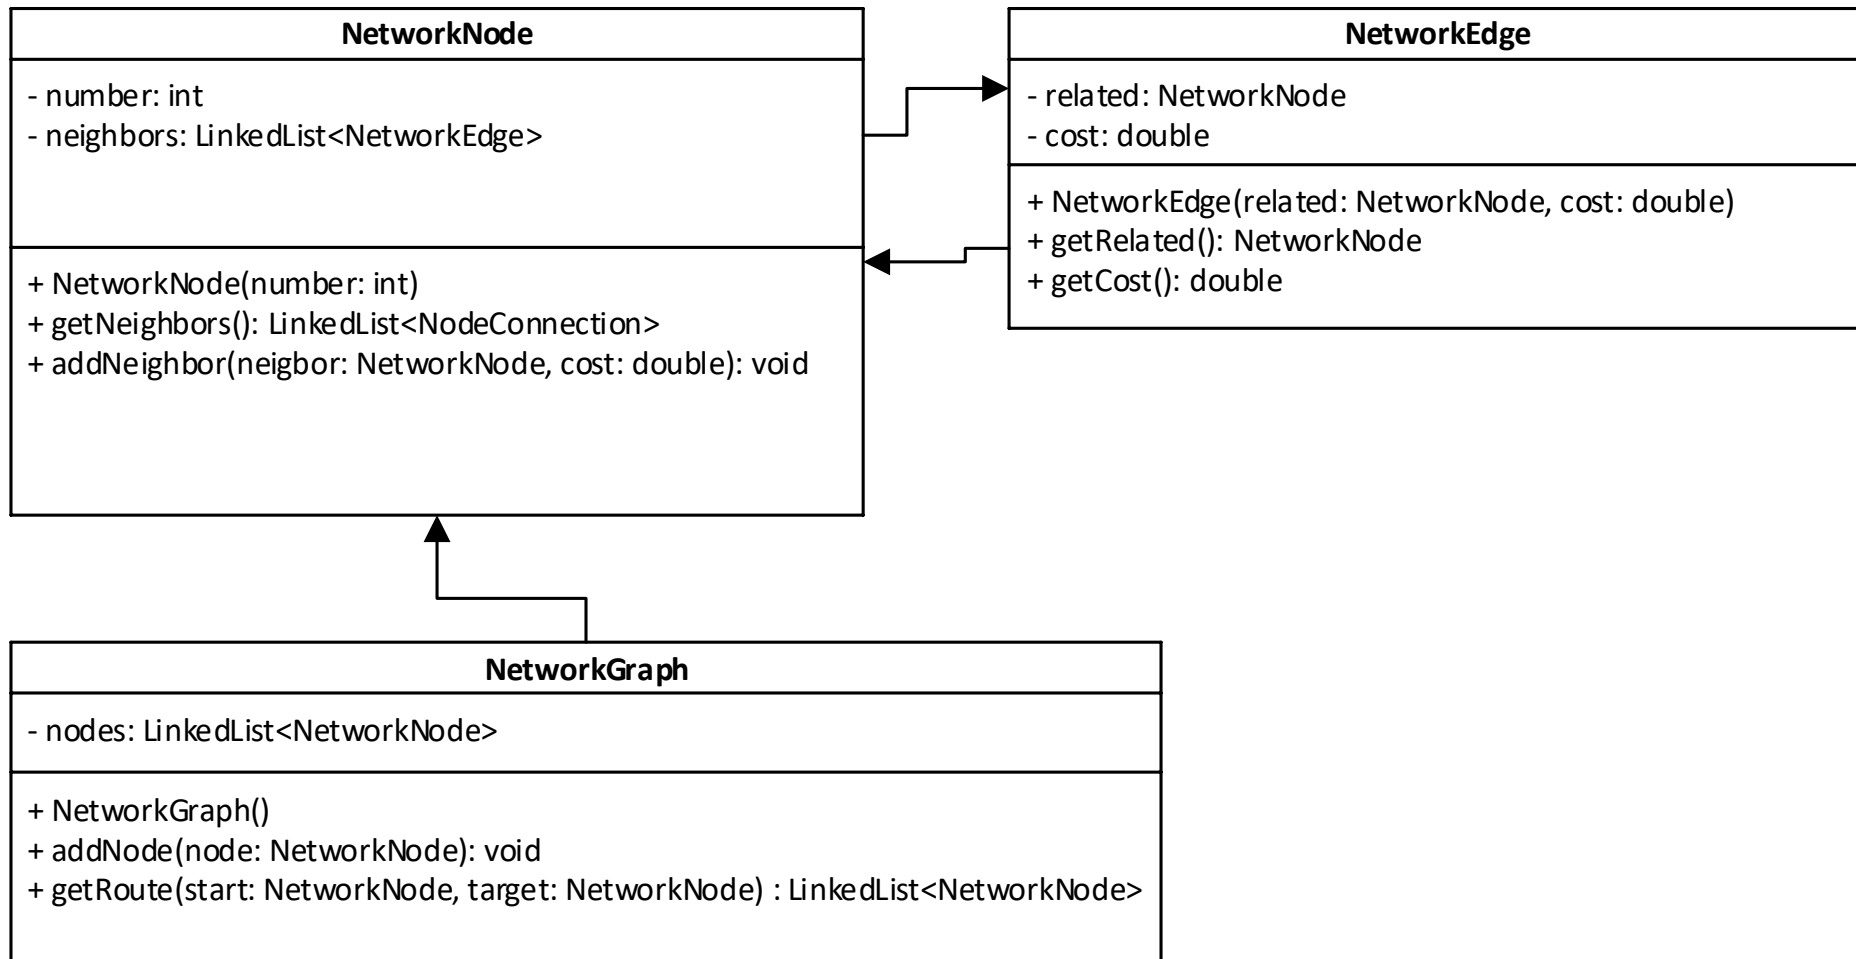 NetworkNode
- number: int
- neighbors: LinkedList<NetworkEdge>
+ NetworkNode(number: int)
+ getNeighbors(): LinkedList<NodeConnection>
+ addNeighbor(neigbor: NetworkNode, cost: double): void
NetworkEdge
- related: NetworkNode
- cost: double
+ NetworkEdge(related: NetworkNode, cost: double)
+ getRelated(): NetworkNode
+ getCost(): double
NetworkGraph
- nodes: LinkedList<NetworkNode>
+ NetworkGraph()
+ addNode(node: NetworkNode): void
+ getRoute(start: NetworkNode, target: NetworkNode) : LinkedList<NetworkNode>